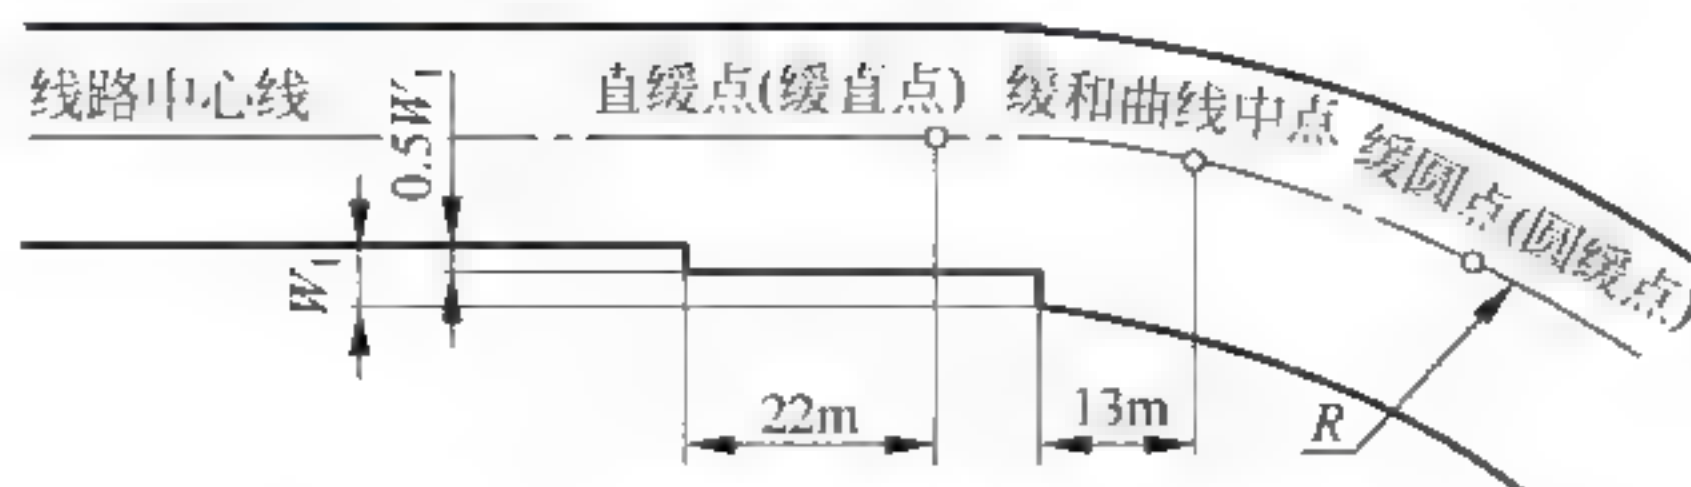 线路中心线
0.5W₁
直缓点(缓直点)
缓和曲线中点
缓圆点(圆缓点)
W₁
22m
13m
R